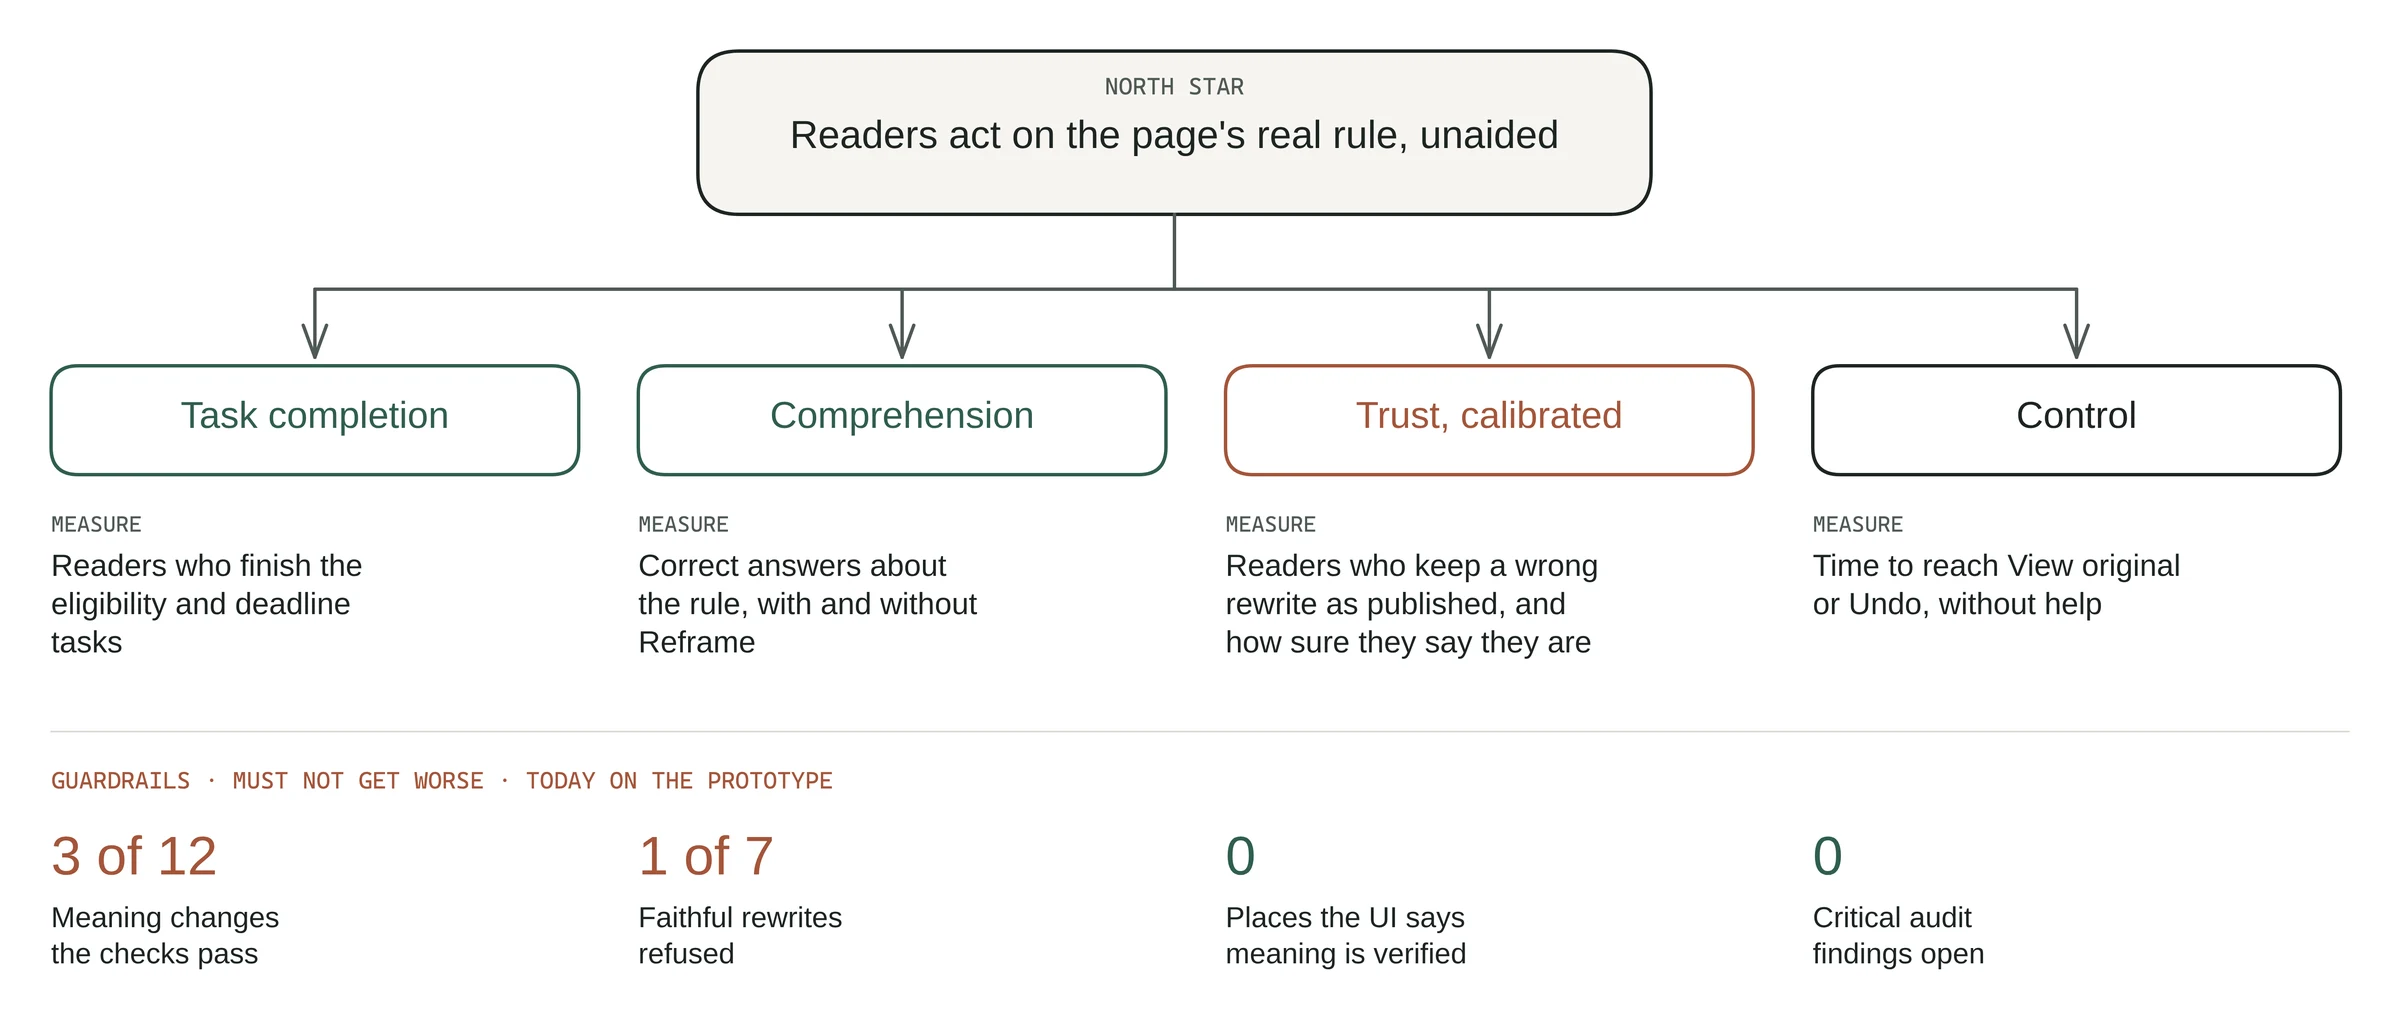 NORTH STAR
Readers act on the page's real rule, unaided
Task completion
MEASURE
Readers who finish the
eligibility and deadline
tasks
Comprehension
MEASURE
Correct answers about
the rule, with and without
Reframe
Trust, calibrated
MEASURE
Readers who keep a wrong
rewrite as published, and
how sure they say they are
Control
MEASURE
Time to reach View original
or Undo, without help
GUARDRAILS · MUST NOT GET WORSE · TODAY ON THE PROTOTYPE
3 of 12
Meaning changes
the checks pass
1 of 7
Faithful rewrites
refused
0
Places the UI says
meaning is verified
0
Critical audit
findings open